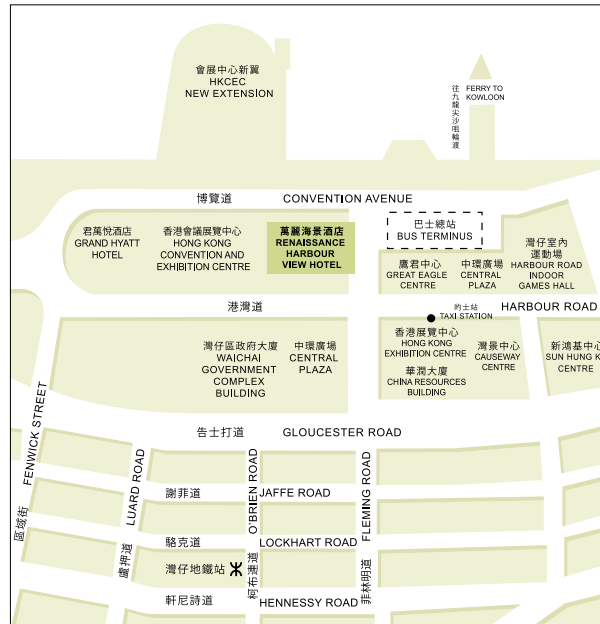 會展中心新翼
HKCEC
NEW EXTENSION
往九龍尖沙咀輪渡
FERRY TO
KOWLOON
博覽道
CONVENTION AVENUE
君萬悅酒店
GRAND HYATT
HOTEL
香港會議展覽中心
HONG KONG
CONVENTION AND
EXHIBITION CENTRE
萬麗海景酒店
RENAISSANCE
HARBOUR
VIEW HOTEL
巴士總站
BUS TERMINUS
鷹君中心
GREAT EAGLE
CENTRE
中環廣場
CENTRAL
PLAZA
灣仔室內
運動場
HARBOUR ROAD
INDOOR
GAMES HALL
港灣道
的士站
TAXI STATION
HARBOUR ROAD
灣仔區政府大廈
WAICHAI
GOVERNMENT
COMPLEX
BUILDING
中環廣場
CENTRAL
PLAZA
香港展覽中心
HONG KONG
EXHIBITION CENTRE
華潤大廈
CHINA RESOURCES
BUILDING
灣景中心
CAUSEWAY
CENTRE
新鴻基中心
SUN HUNG K
CENTRE
告士打道
GLOUCESTER ROAD
區域街
FENWICK STREET
盧押道
LUARD ROAD
柯布連道
O'BRIEN ROAD
菲林明道
FLEMING ROAD
謝菲道
JAFFE ROAD
駱克道
LOCKHART ROAD
灣仔地鐵站
軒尼詩道
HENNESSY ROAD